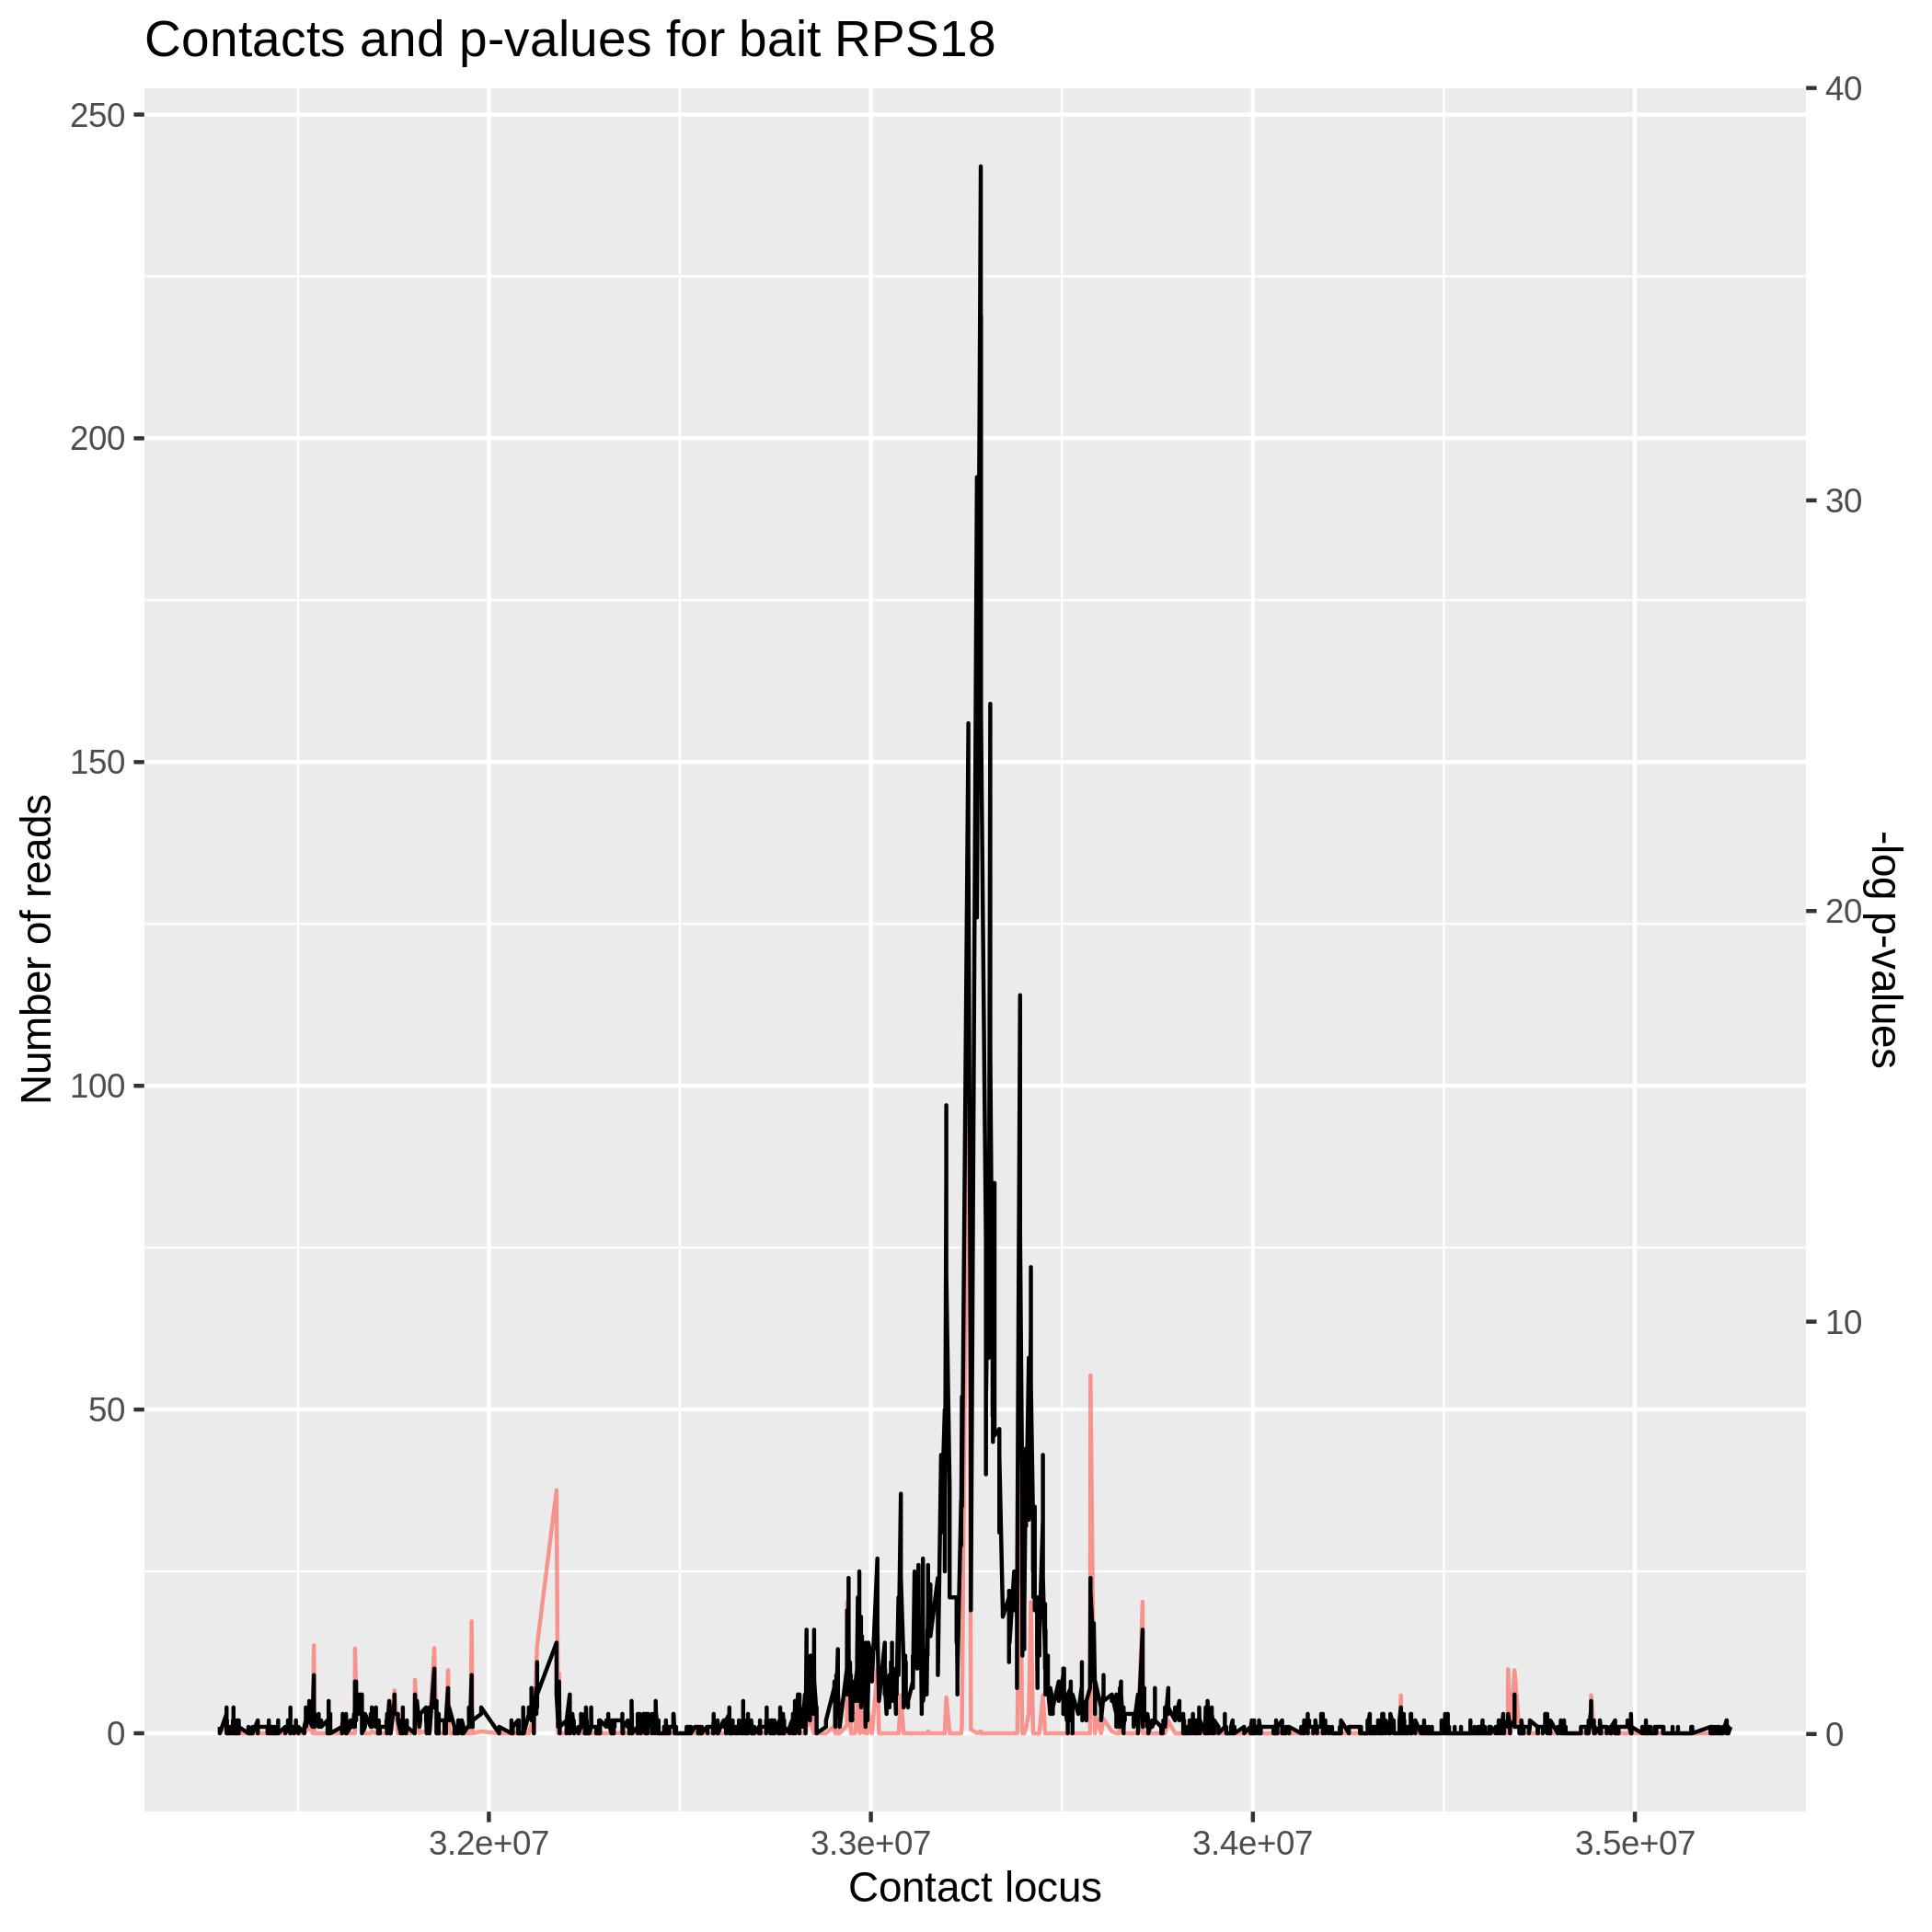 Contacts and p-values for bait RPS18
250
200
150
100
50
0
Number of reads
40
30
20
10
0
-log p-values
3.2e+07
3.3e+07
3.4e+07
3.5e+07
Contact locus